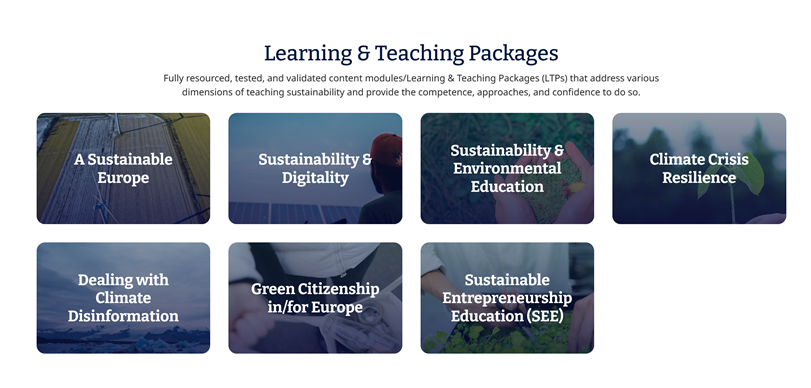 Learning & Teaching Packages
Fully resourced, tested, and validated content modules/Learning & Teaching Packages (LTPs) that address various
dimensions of teaching sustainability and provide the competence, approaches, and confidence to do so.
A Sustainable
Europe
Sustainability &
Digitality
Sustainability &
Environmental
Education
Climate Crisis
Resilience
Dealing with
Climate
Disinformation
Green Citizenship
in/for Europe
Sustainable
Entrepreneurship
Education (SEE)